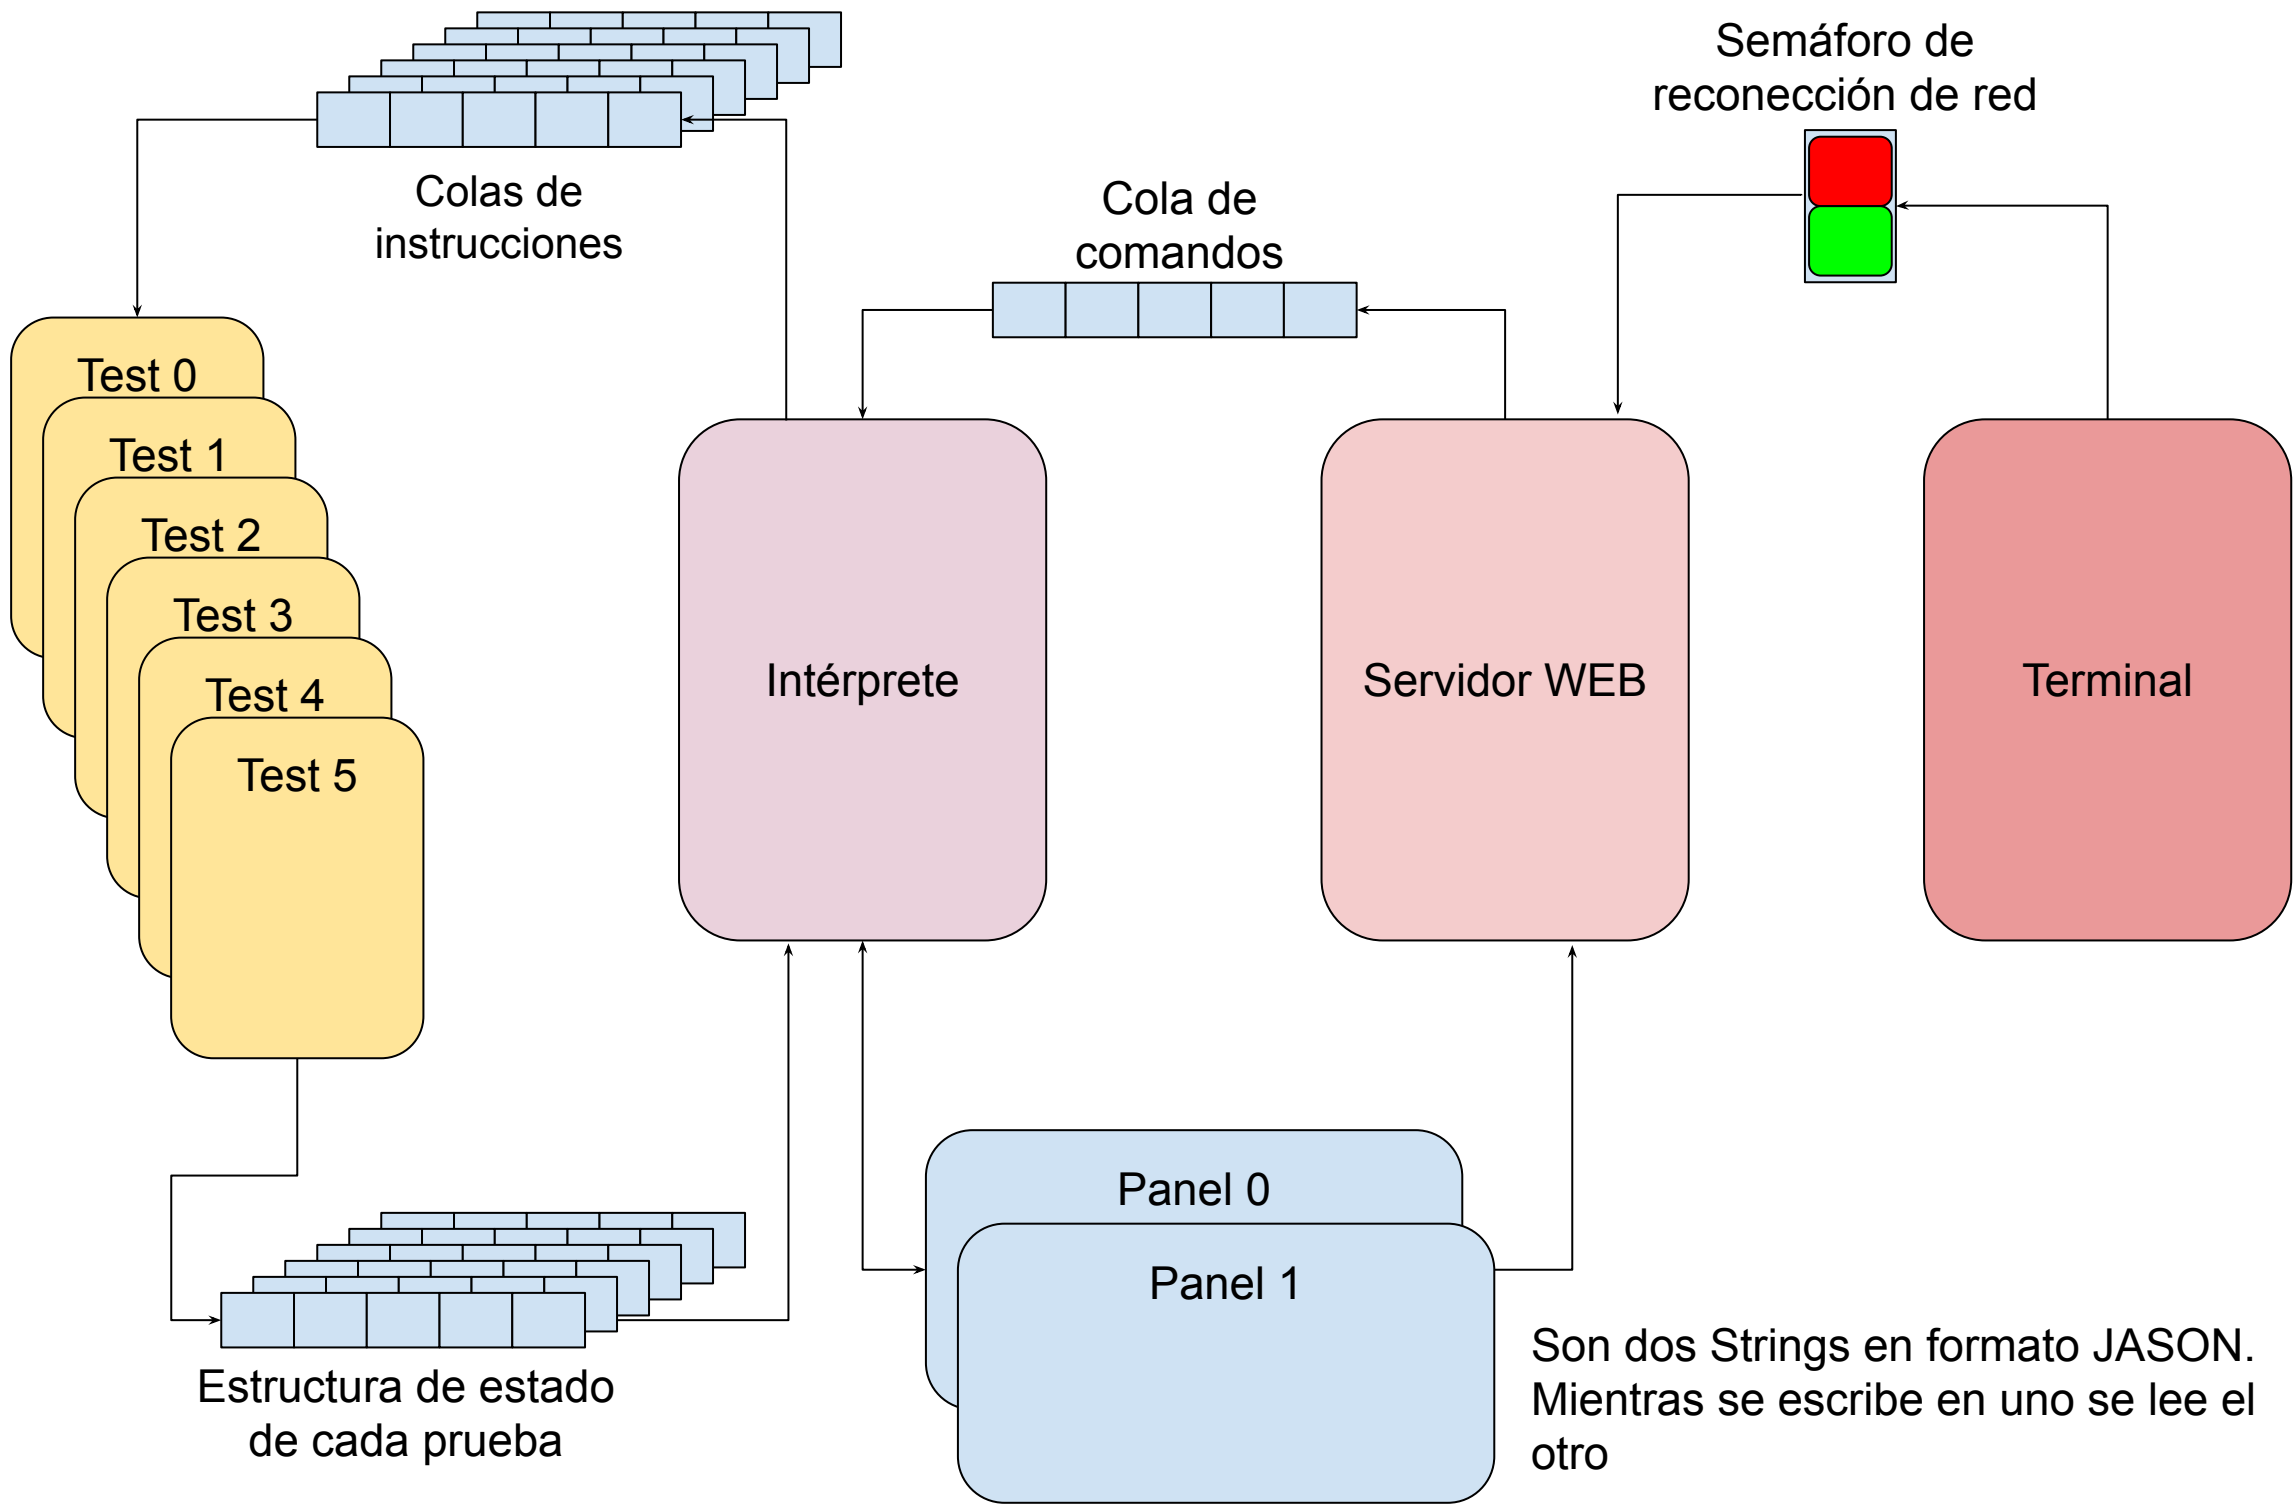 Semáforo de
reconección de red
Colas de
instrucciones
Cola de
comandos
Test 0
Test 1
Test 2
Test 3
Test 4
Test 5
Intérprete
Servidor WEB
Terminal
Panel 0
Panel 1
Estructura de estado
de cada prueba
Son dos Strings en formato JASON.
Mientras se escribe en uno se lee el
otro